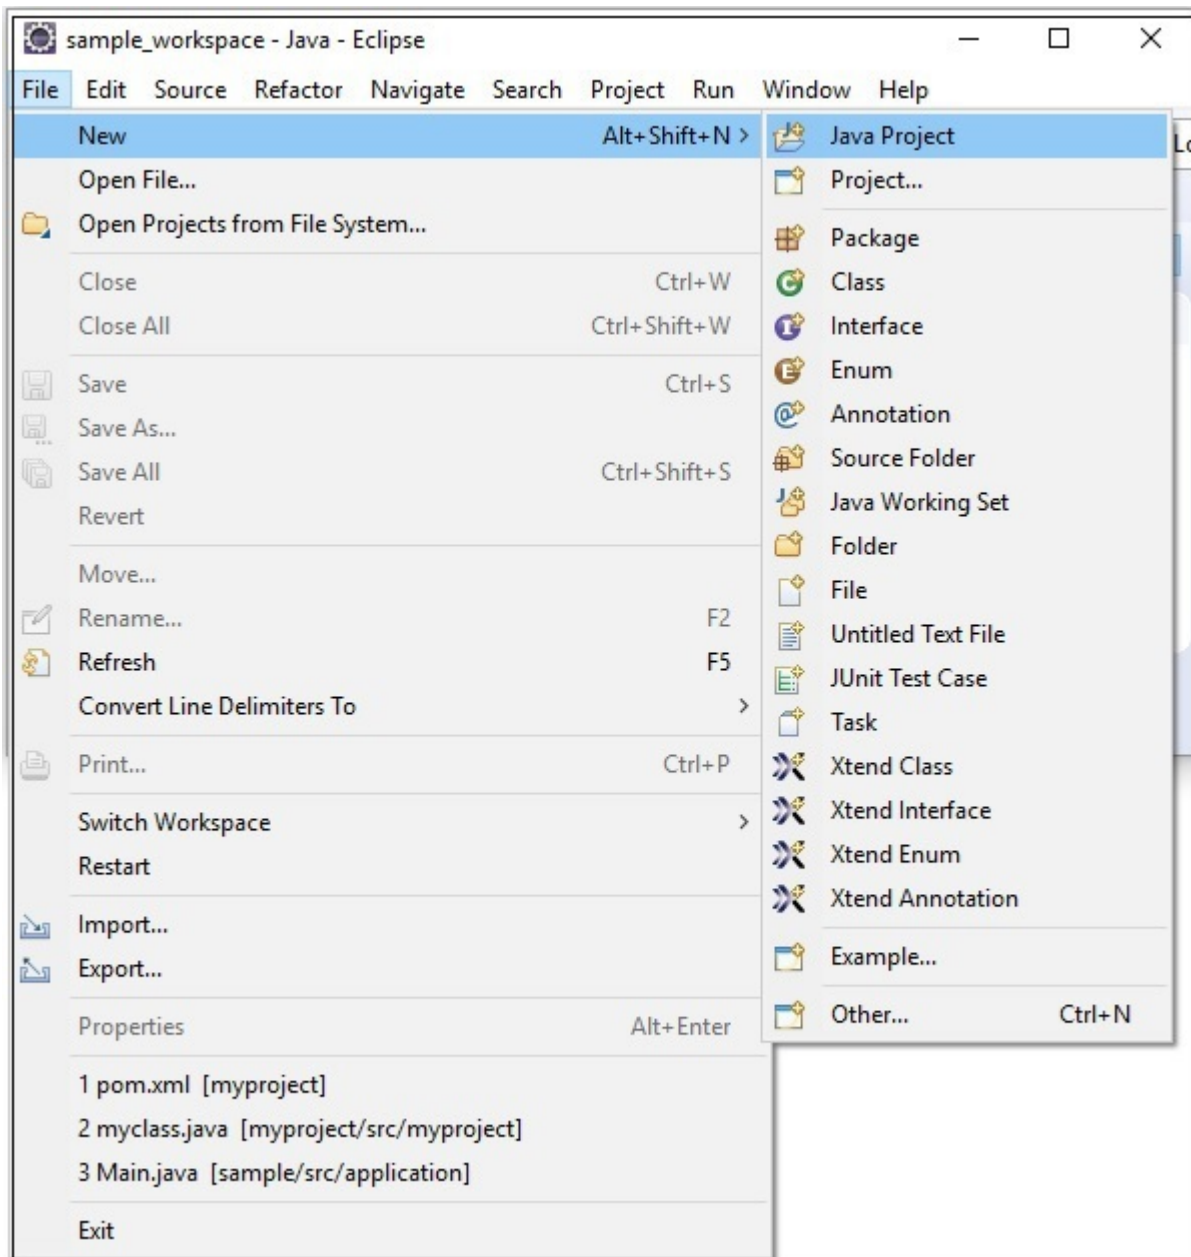 sample_workspace - Java - Eclipse
File Edit Source Refactor Navigate Search Project Run Window Help
New Alt+Shift+N
Open File...
Open Projects from File System...
Close Ctrl+W
Close All Ctrl+Shift+W
Save Ctrl+S
Save As...
Save All Ctrl+Shift+S
Revert
Move...
Rename... F2
Refresh F5
Convert Line Delimiters To
Print... Ctrl+P
Switch Workspace
Restart
Import...
Export...
Properties Alt+Enter
1 pom.xml [myproject]
2 myclass.java [myproject/src/myproject]
3 Main.java [sample/src/application]
Exit
Java Project
Project...
Package
Class
Interface
Enum
Annotation
Source Folder
Java Working Set
Folder
File
Untitled Text File
JUnit Test Case
Task
Xtend Class
Xtend Interface
Xtend Enum
Xtend Annotation
Example...
Other... Ctrl+N